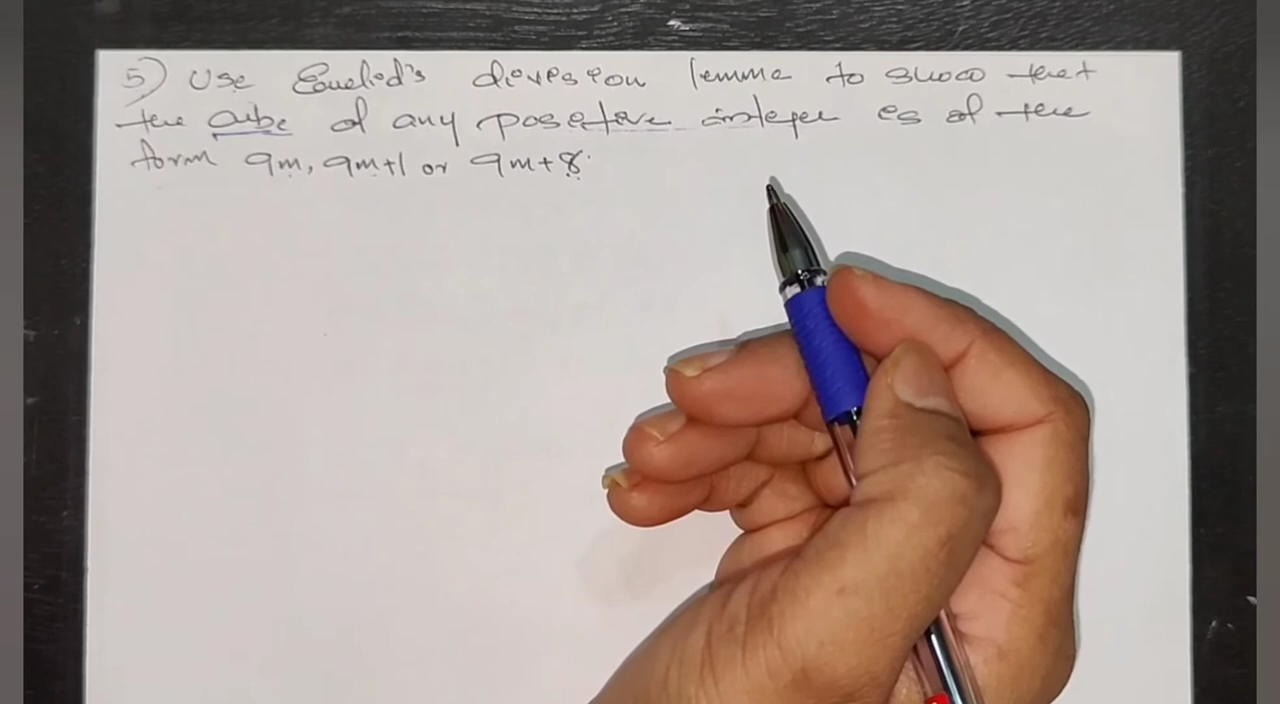 5) Use Euclid's division lemma to show that
the cube of any positive integer is of the
form 9m, 9m+1 or 9m+8.